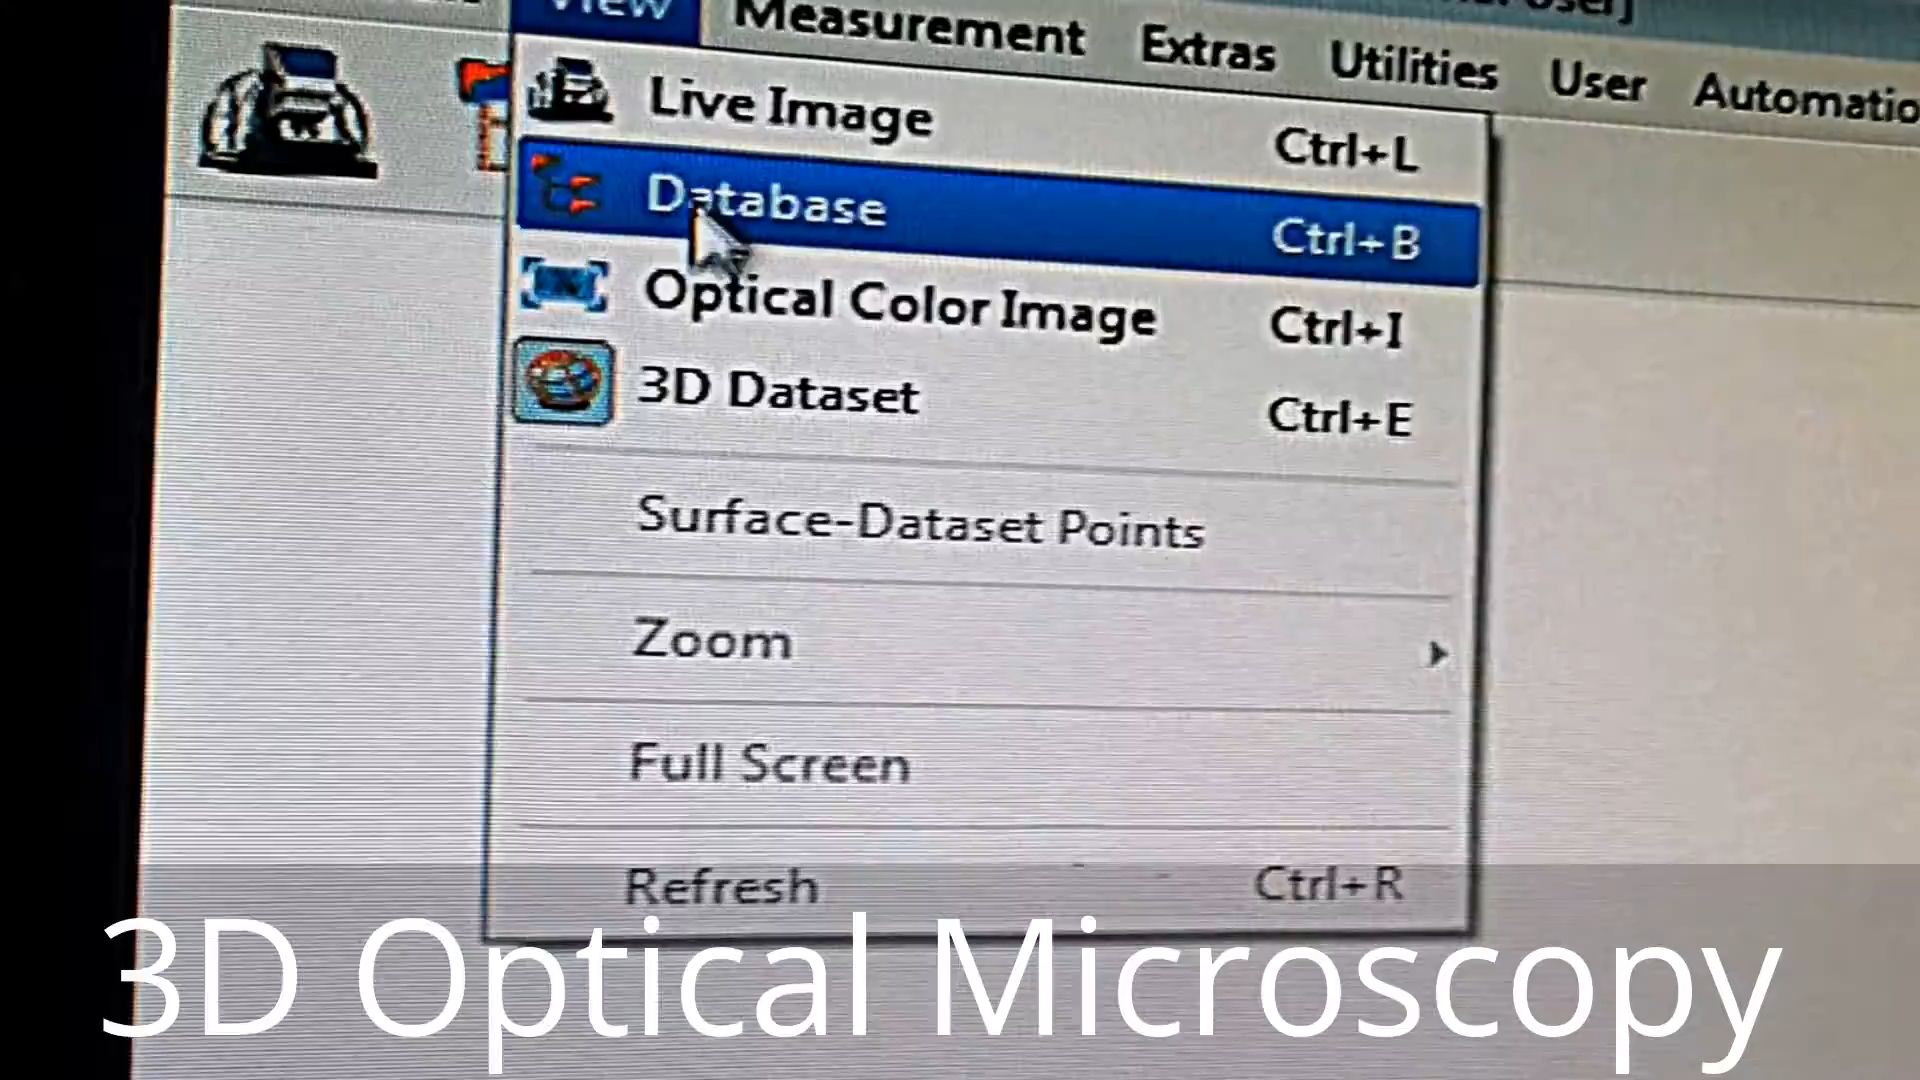 View Measurement Extras Utilities User
Live Image Ctrl+L
Database Ctrl+B
Optical Color Image Ctrl+I
3D Dataset Ctrl+E
Surface-Dataset Points
Zoom
Full Screen
Refresh Ctrl+R
3D Optical Microscopy